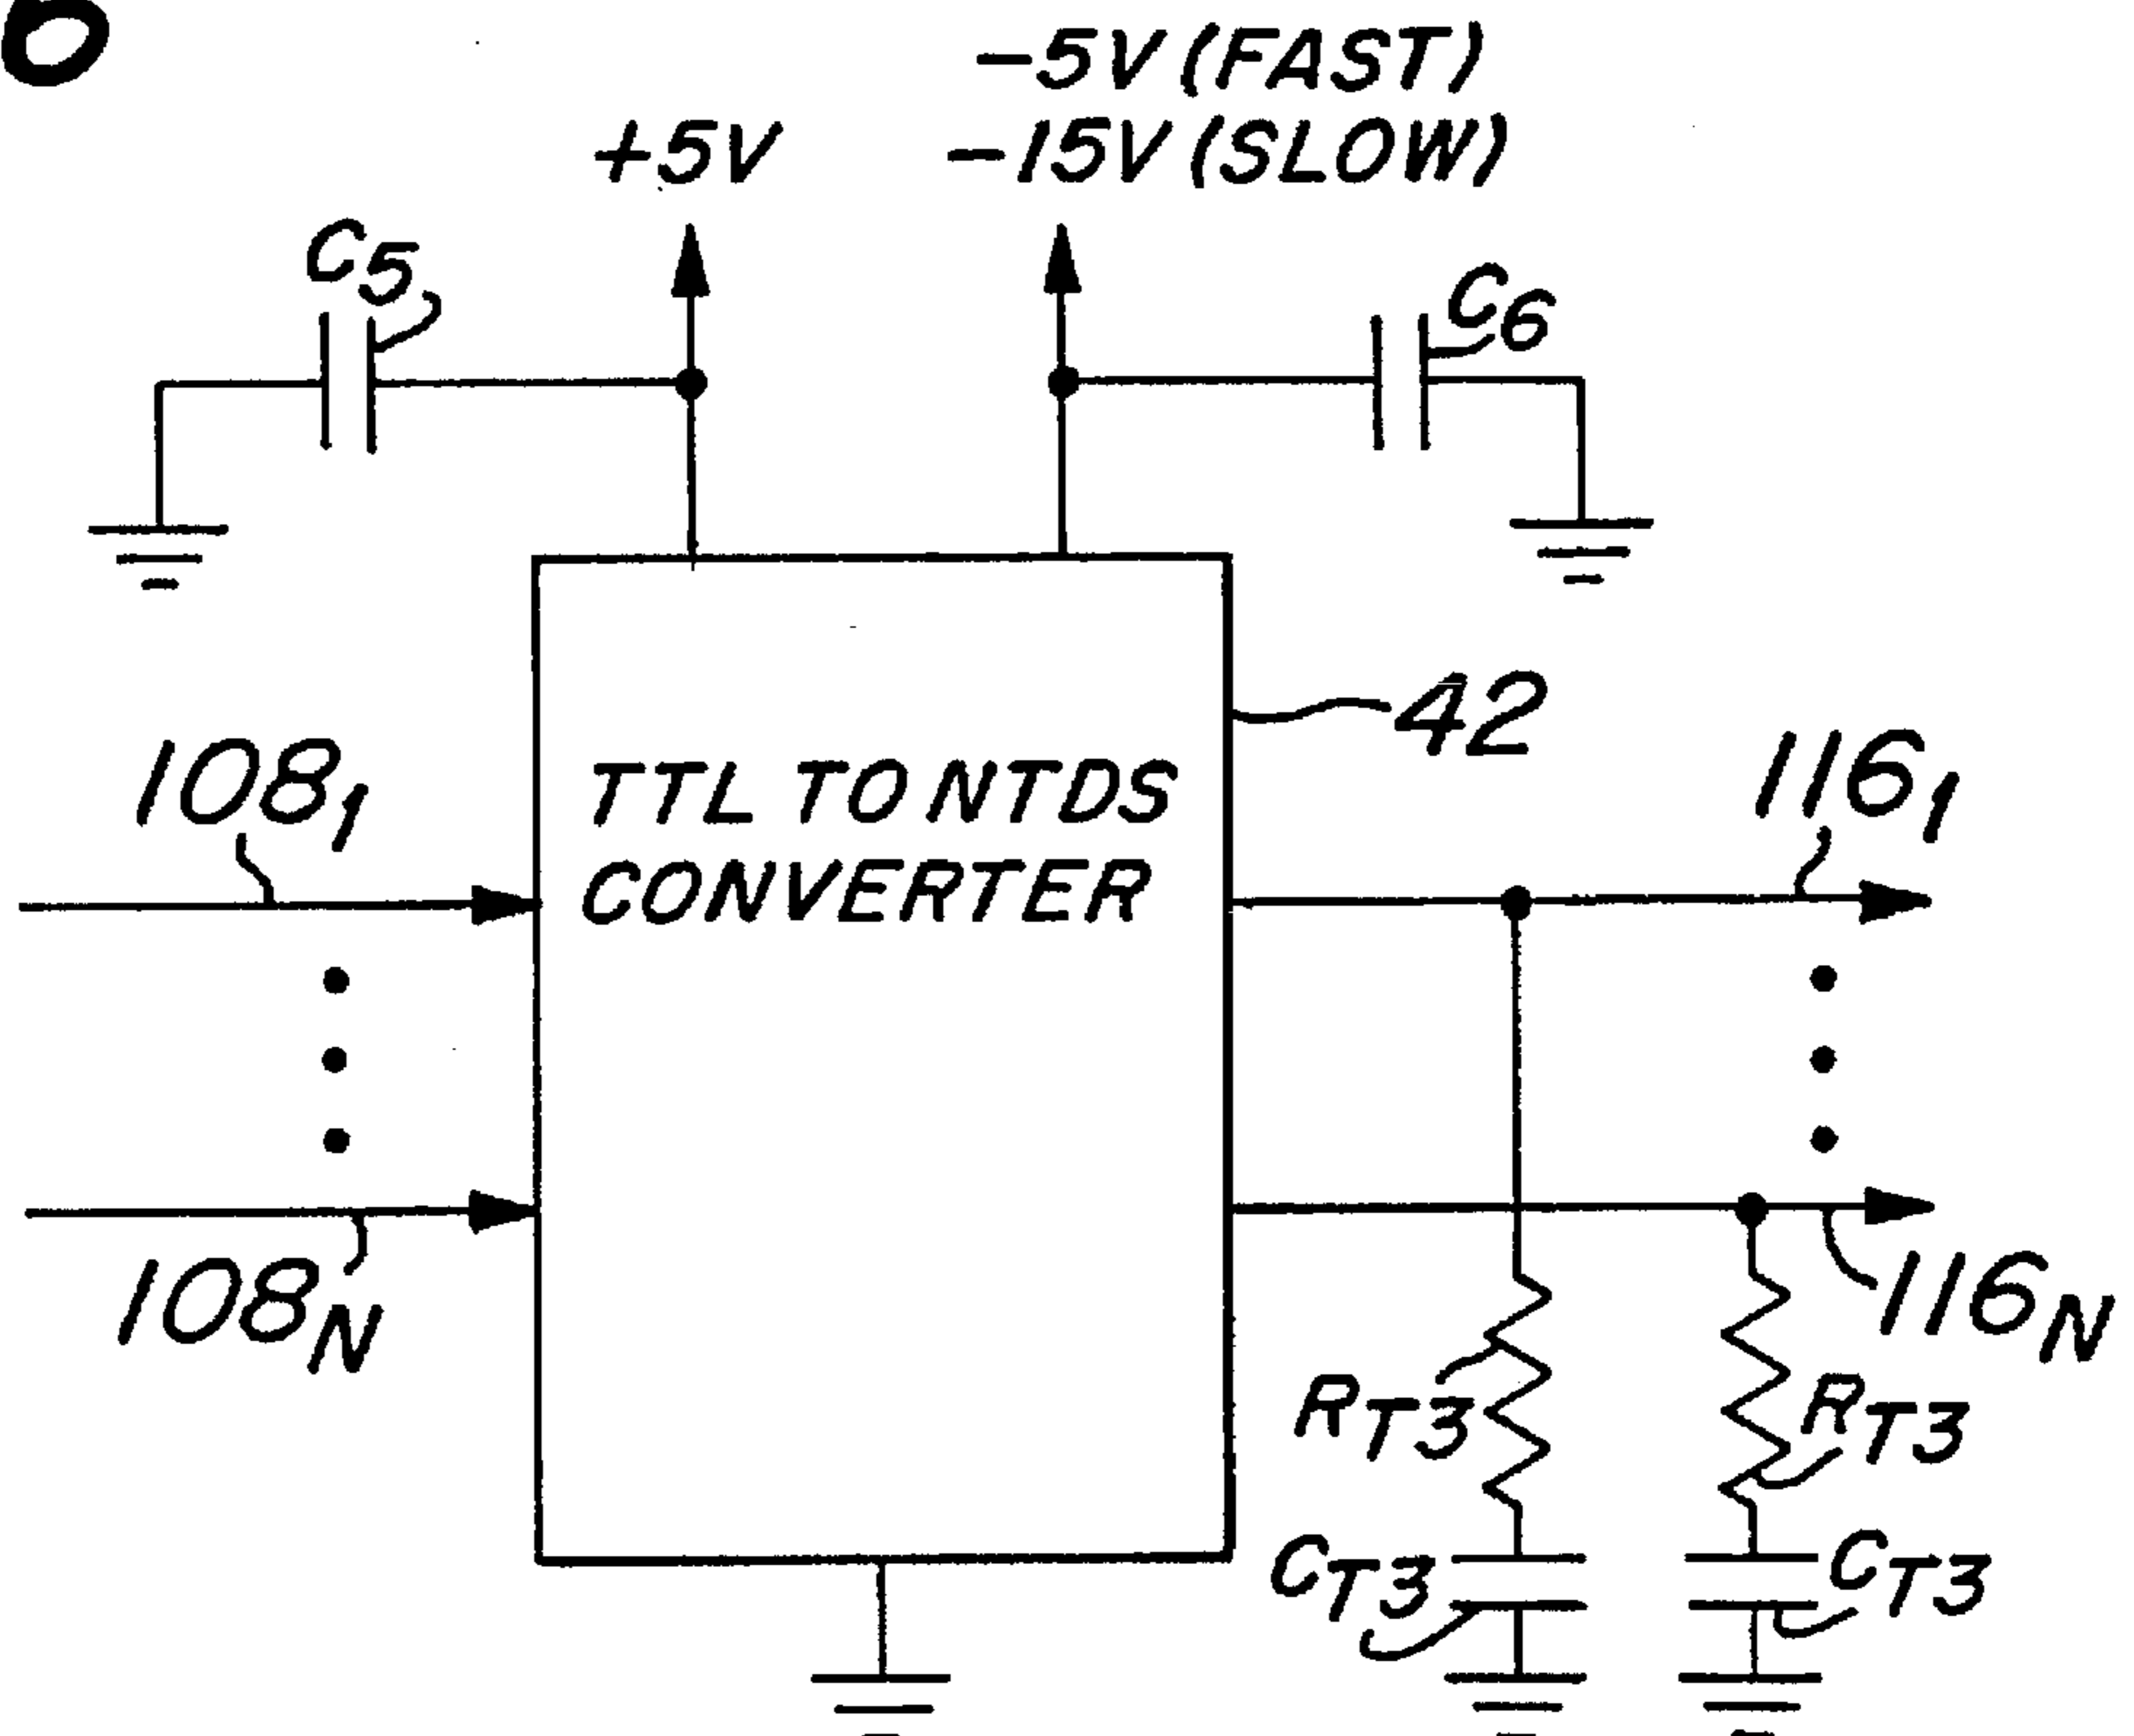 -5V (FAST)
+5V
-15V (SLOW)
C5
C6
42
108₁
116₁
TTL TO NTDS
CONVERTER
108N
116N
RT3
RT3
CT3
CT3